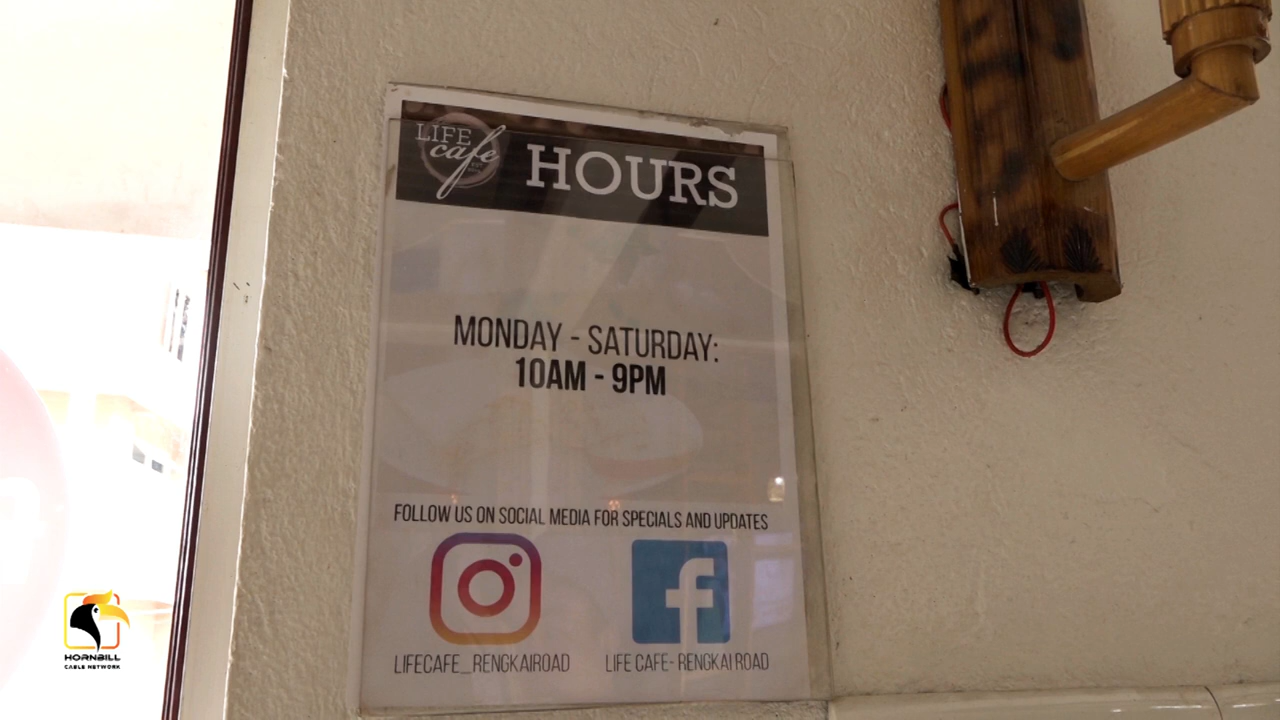 LIFE
cafe
HOURS
MONDAY - SATURDAY:
10AM - 9PM
FOLLOW US ON SOCIAL MEDIA FOR SPECIALS AND UPDATES
LIFECAFE_RENGKAIROAD
LIFE CAFE- RENGKAI ROAD
HORNBILL
CABLE NETWORK